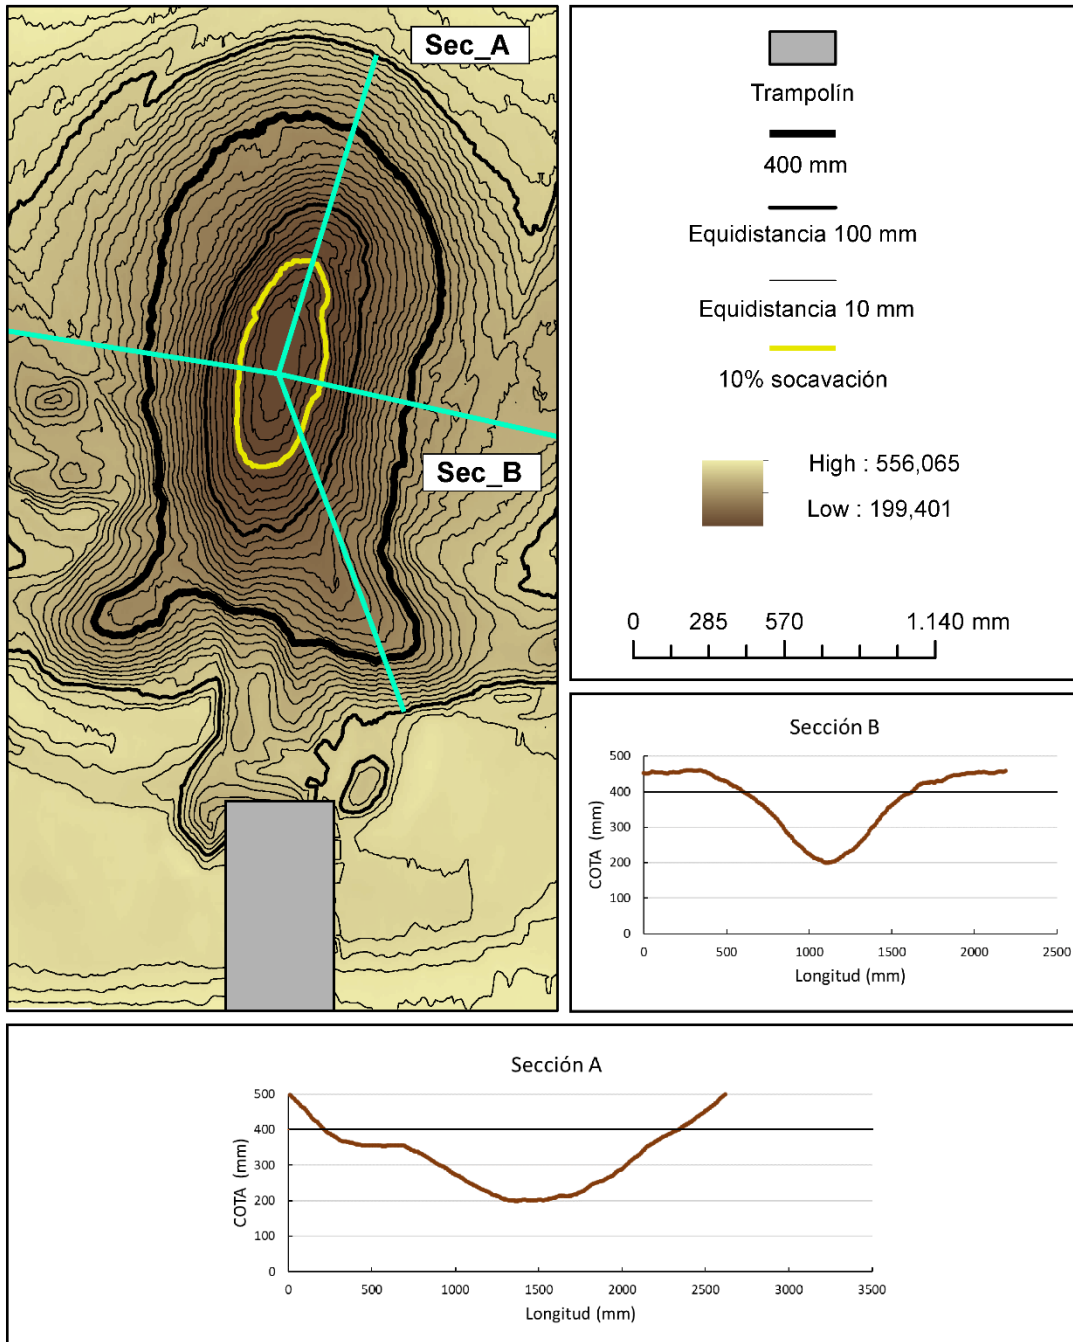 Sec_A
Sec_B
Trampolín
400 mm
Equidistancia 100 mm
Equidistancia 10 mm
10% socavación
High : 556,065
Low : 199,401
0 285 570 1.140 mm
Sección B
COTA (mm)
500
400
300
200
100
0
0 500 1000 1500 2000 2500
Longitud (mm)
Sección A
COTA (mm)
500
400
300
200
100
0
0 500 1000 1500 2000 2500 3000 3500
Longitud (mm)